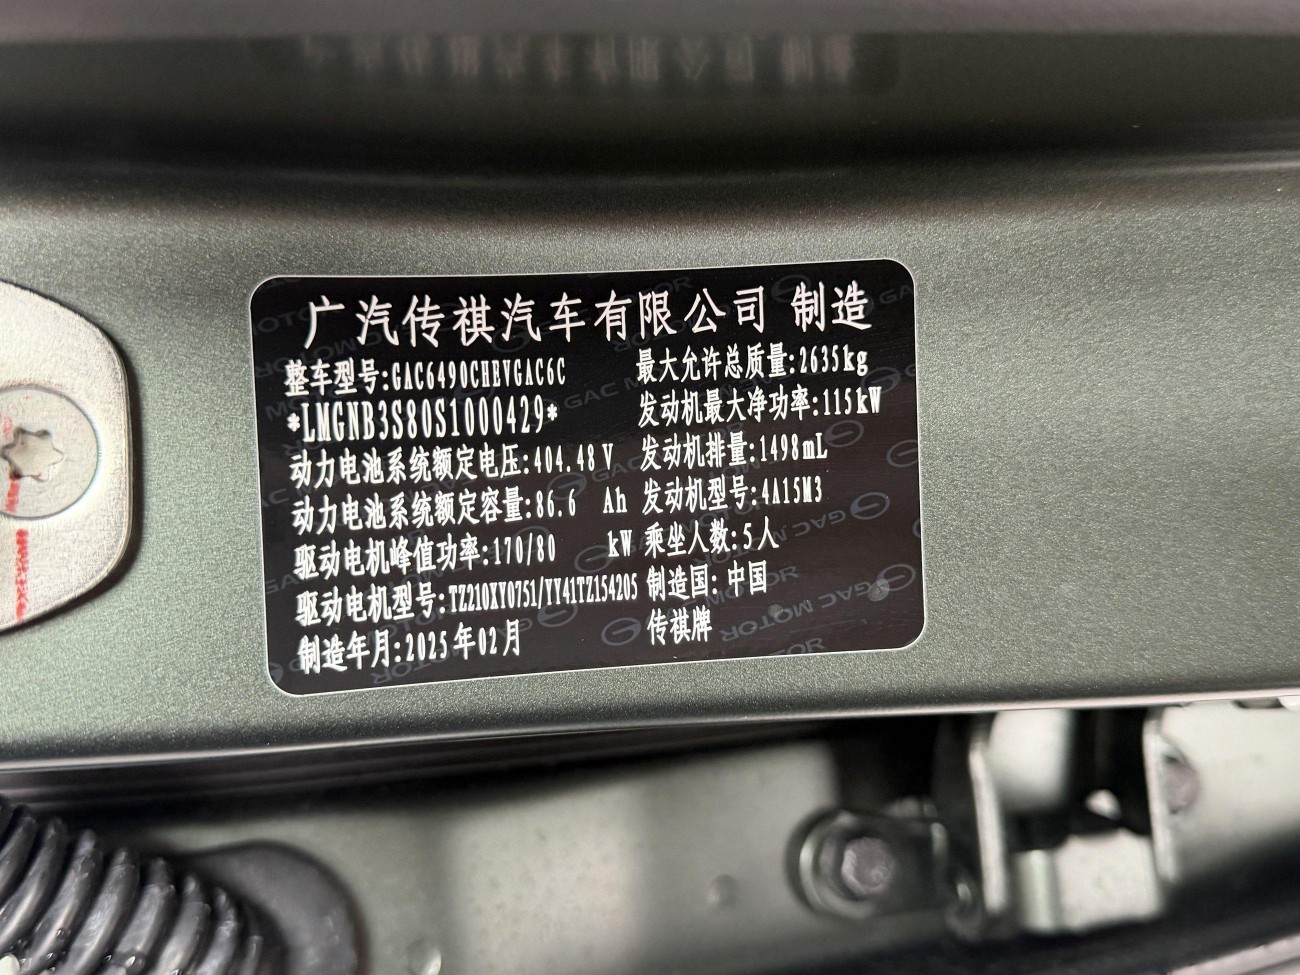 广汽传祺汽车有限公司 制造
整车型号:GAC6490CHEVGAC6C
*LMGNB3S80S1000429*
动力电池系统额定电压:404.48 V
动力电池系统额定容量:86.6 Ah
驱动电机峰值功率:170/80 kW
驱动电机型号:TZ210XY0751/YY41TZ154205
制造年月:2025年02月
最大允许总质量:2635kg
发动机最大净功率:115kW
发动机排量:1498mL
发动机型号:4A15M3
乘坐人数:5人
制造国:中国
传祺牌